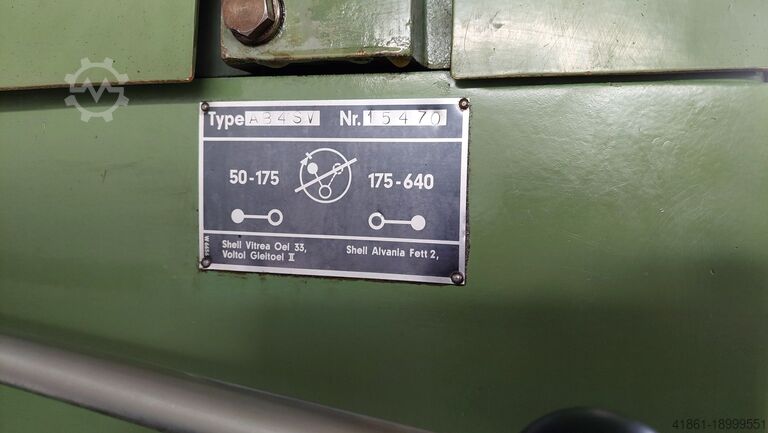 Type AB4SV Nr. 15470
50-175 175-640
Shell Vitrea Oel 33, Shell Alvania Fett 2,
Voltol Gleitoel II
41861-18999551